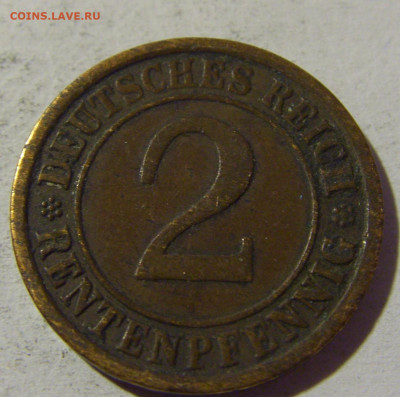 COINS.LAVE.RU
DEUTSCHES REICH
2
RENTENPFENNIG